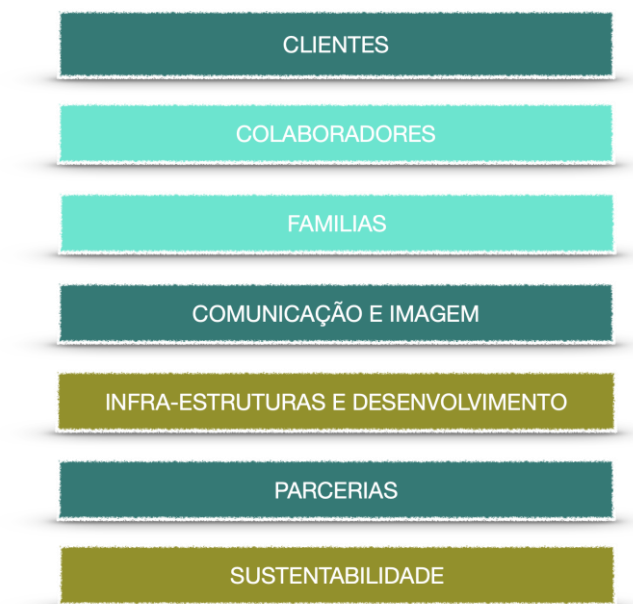 CLIENTES
COLABORADORES
FAMILIAS
COMUNICAÇÃO E IMAGEM
INFRA-ESTRUTURAS E DESENVOLVIMENTO
PARCERIAS
SUSTENTABILIDADE